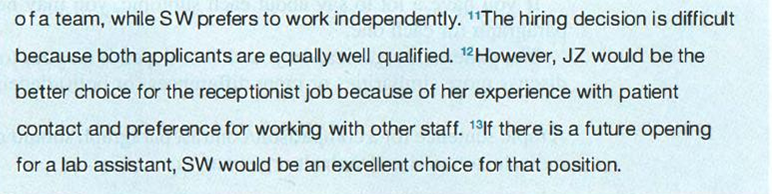 of a team, while SW prefers to work independently. ¹¹The hiring decision is difficult
because both applicants are equally well qualified. ¹²However, JZ would be the
better choice for the receptionist job because of her experience with patient
contact and preference for working with other staff. ¹³If there is a future opening
for a lab assistant, SW would be an excellent choice for that position.